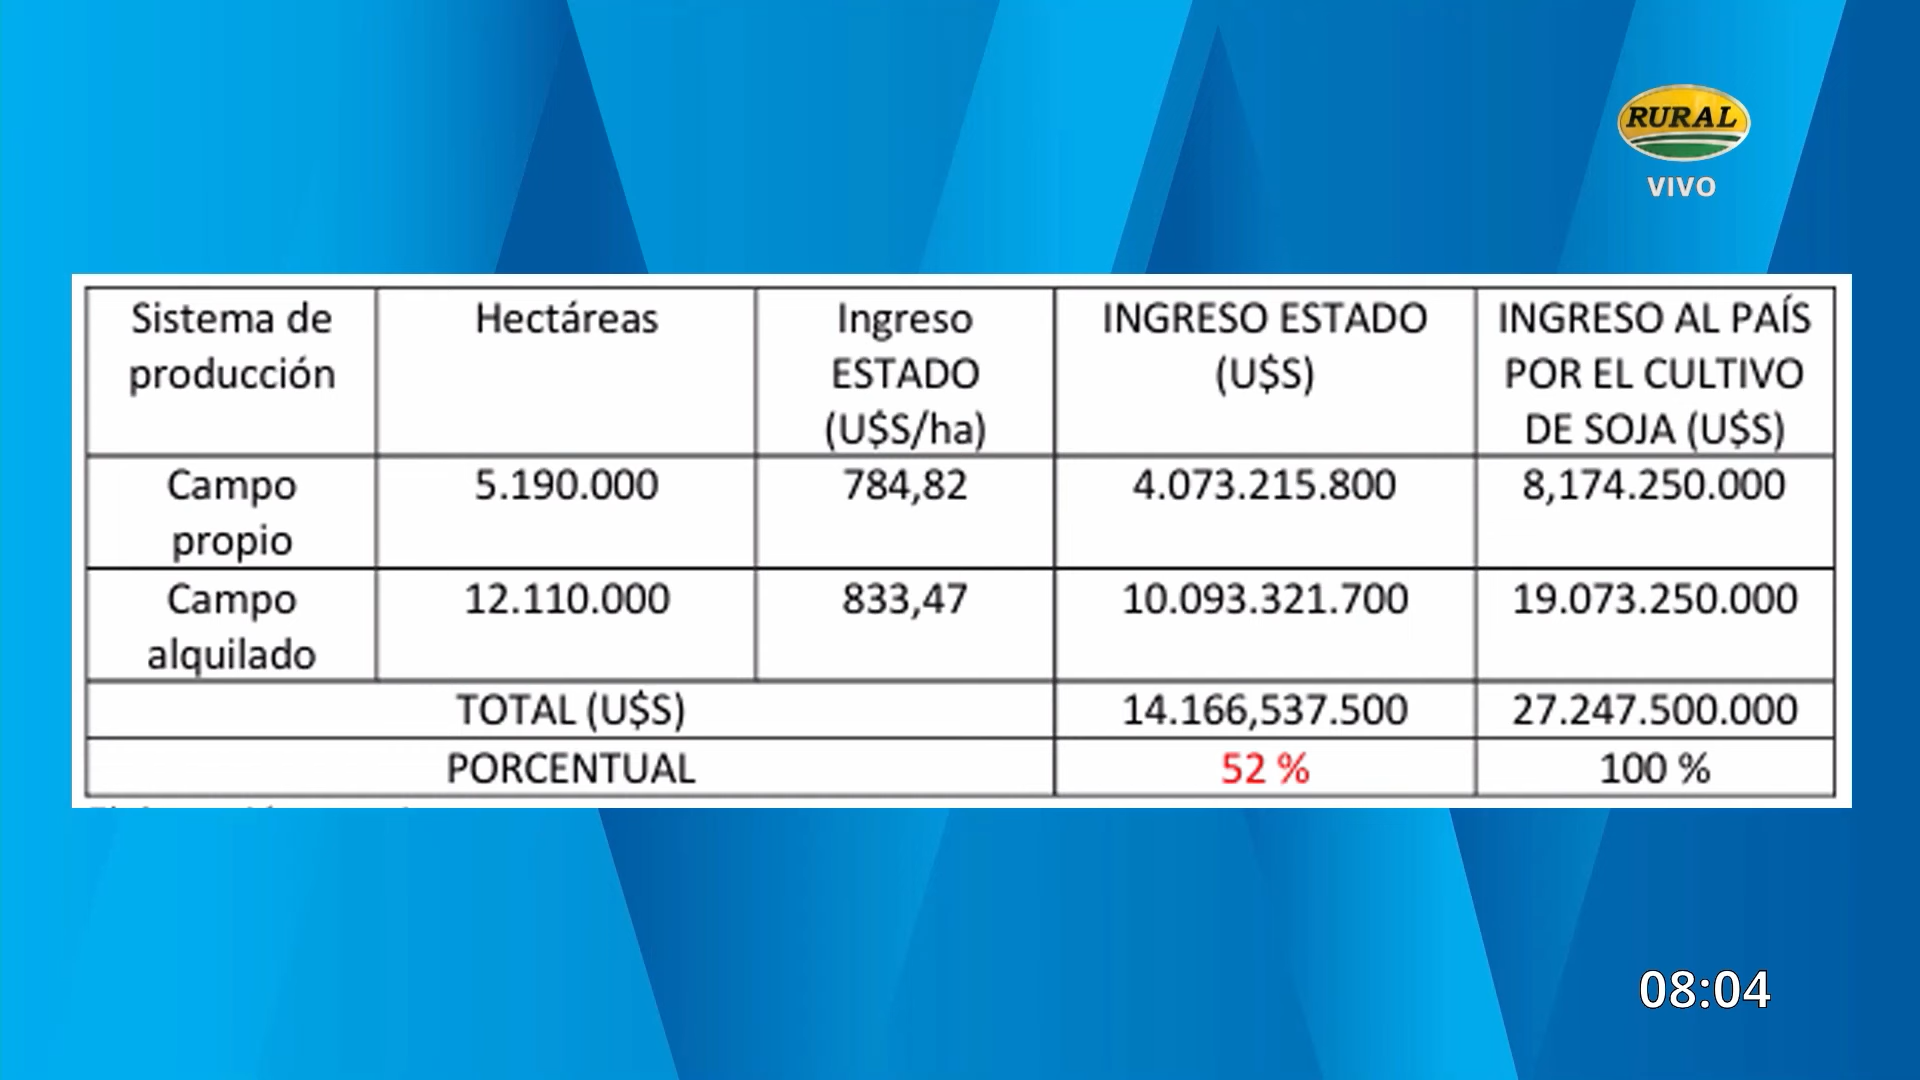 RURAL
VIVO
Sistema de producción | Hectáreas | Ingreso ESTADO (U$S/ha) | INGRESO ESTADO (U$S) | INGRESO AL PAÍS POR EL CULTIVO DE SOJA (U$S)
Campo propio | 5.190.000 | 784,82 | 4.073.215.800 | 8,174.250.000
Campo alquilado | 12.110.000 | 833,47 | 10.093.321.700 | 19.073.250.000
TOTAL (U$S) | 14.166,537.500 | 27.247.500.000
PORCENTUAL | 52 % | 100 %
08:04